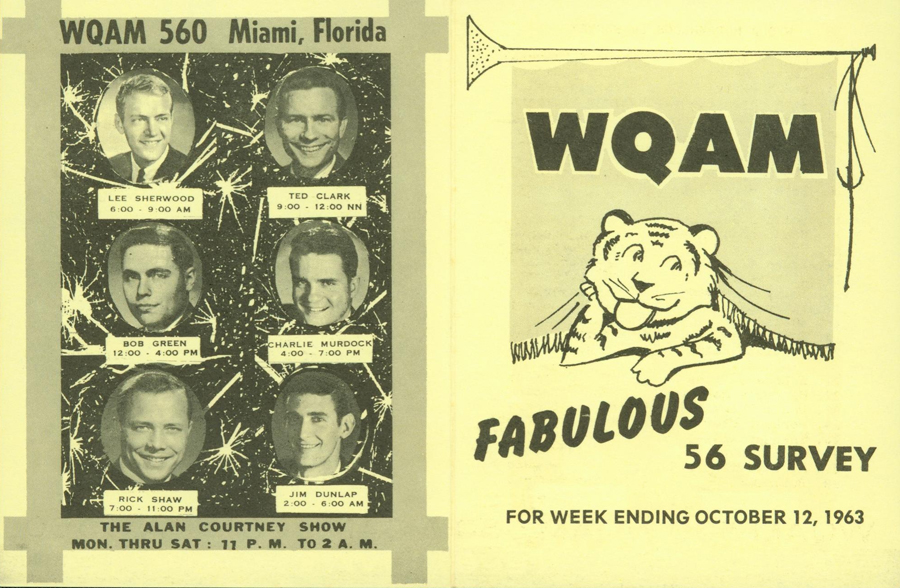 WQAM 560 Miami, Florida
LEE SHERWOOD
6:00 - 9:00 AM
TED CLARK
9:00 - 12:00 NN
BOB GREEN
12:00 - 4:00 PM
CHARLIE MURDOCK
4:00 - 7:00 PM
RICK SHAW
7:00 - 11:00 PM
JIM DUNLAP
2:00 - 6:00 AM
THE ALAN COURTNEY SHOW
MON. THRU SAT: 11 P. M. TO 2 A. M.
WQAM
FABULOUS
56 SURVEY
FOR WEEK ENDING OCTOBER 12, 1963